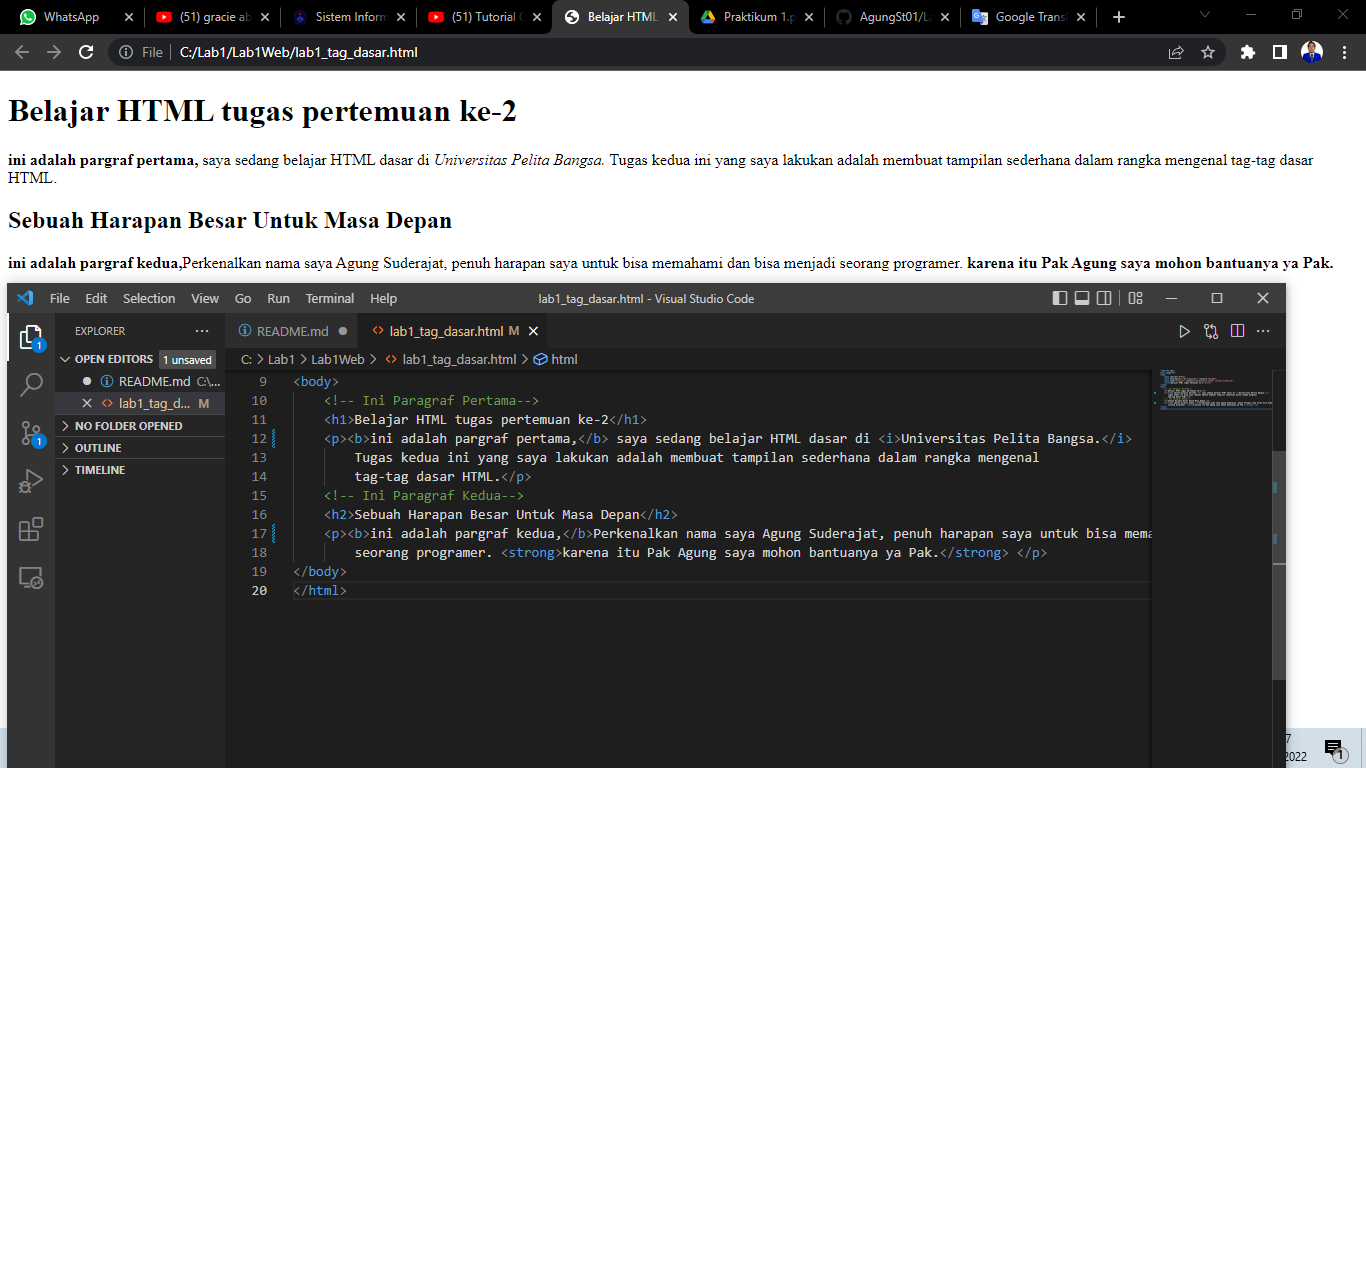 WhatsApp
(51) gracie ab
Sistem Inform
(51) Tutorial
Belajar HTML
Praktikum 1.p
AgungSt01/L
Google Trans
File
C:/Lab1/Lab1Web/lab1_tag_dasar.html
Belajar HTML tugas pertemuan ke-2
ini adalah pargraf pertama, saya sedang belajar HTML dasar di Universitas Pelita Bangsa. Tugas kedua ini yang saya lakukan adalah membuat tampilan sederhana dalam rangka mengenal tag-tag dasar
HTML.
Sebuah Harapan Besar Untuk Masa Depan
ini adalah pargraf kedua,Perkenalkan nama saya Agung Suderajat, penuh harapan saya untuk bisa memahami dan bisa menjadi seorang programer. karena itu Pak Agung saya mohon bantuanya ya Pak.
File Edit Selection View Go Run Terminal Help
lab1_tag_dasar.html - Visual Studio Code
EXPLORER
README.md
lab1_tag_dasar.html M
OPEN EDITORS
1 unsaved
C: > Lab1 > Lab1Web > lab1_tag_dasar.html > html
README.md C:\...
lab1_tag_d... M
NO FOLDER OPENED
OUTLINE
TIMELINE
1
1
9 <body>
10 <!-- Ini Paragraf Pertama-->
11 <h1>Belajar HTML tugas pertemuan ke-2</h1>
12 <p><b>ini adalah pargraf pertama,</b> saya sedang belajar HTML dasar di <i>Universitas Pelita Bangsa.</i>
13 Tugas kedua ini yang saya lakukan adalah membuat tampilan sederhana dalam rangka mengenal
14 tag-tag dasar HTML.</p>
15 <!-- Ini Paragraf Kedua-->
16 <h2>Sebuah Harapan Besar Untuk Masa Depan</h2>
17 <p><b>ini adalah pargraf kedua,</b>Perkenalkan nama saya Agung Suderajat, penuh harapan saya untuk bisa mema
18 seorang programer. <strong>karena itu Pak Agung saya mohon bantuanya ya Pak.</strong> </p>
19 </body>
20 </html>
7
2022
1